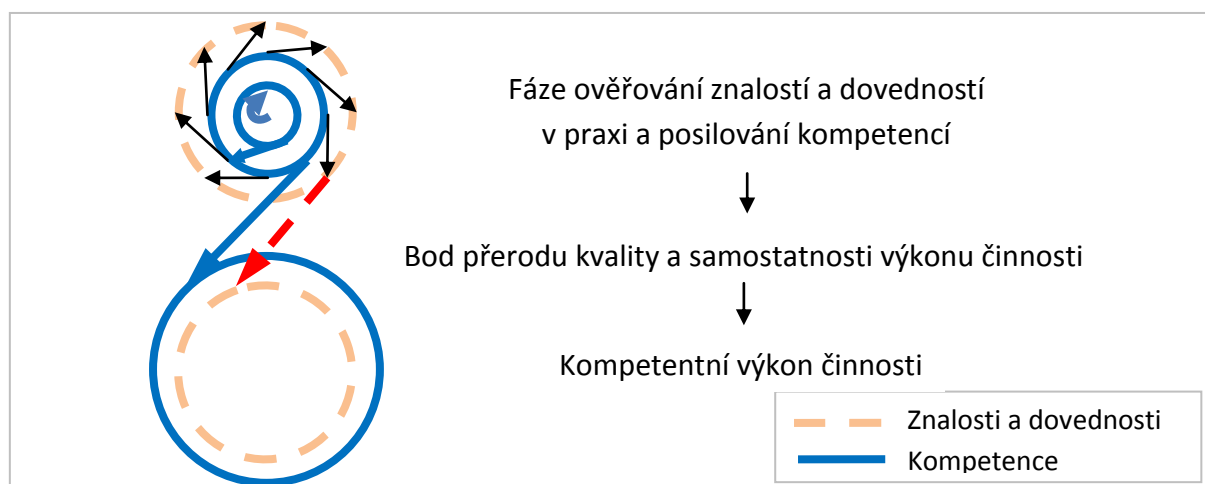 Fáze ověřování znalostí a dovedností
v praxi a posilování kompetencí
Bod přerodu kvality a samostatnosti výkonu činnosti
Kompetentní výkon činnosti
Znalosti a dovednosti
Kompetence